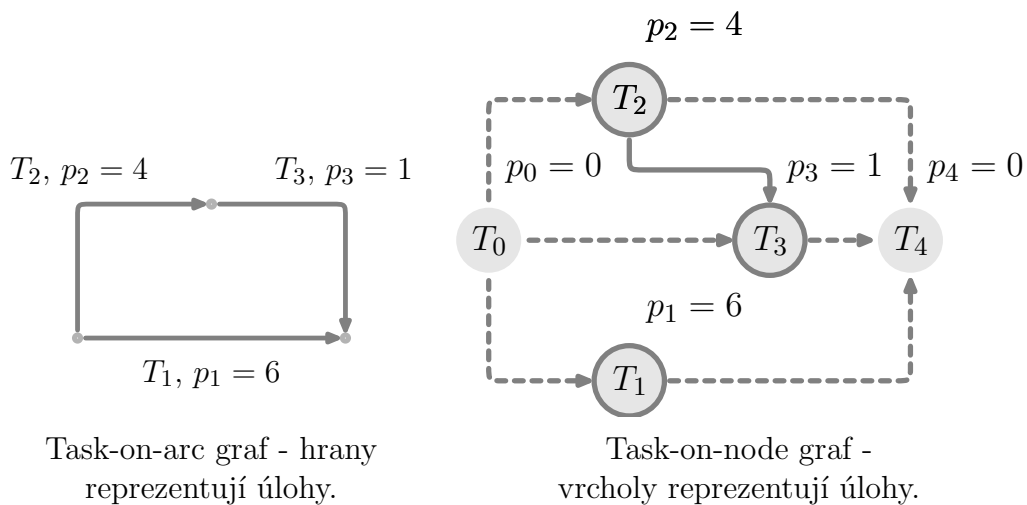 T₂, p₂ = 4
T₃, p₃ = 1
T₁, p₁ = 6
Task-on-arc graf - hrany
reprezentují úlohy.
p₂ = 4
T₂
p₀ = 0
p₃ = 1
p₄ = 0
T₀
T₃
T₄
p₁ = 6
T₁
Task-on-node graf -
vrcholy reprezentují úlohy.